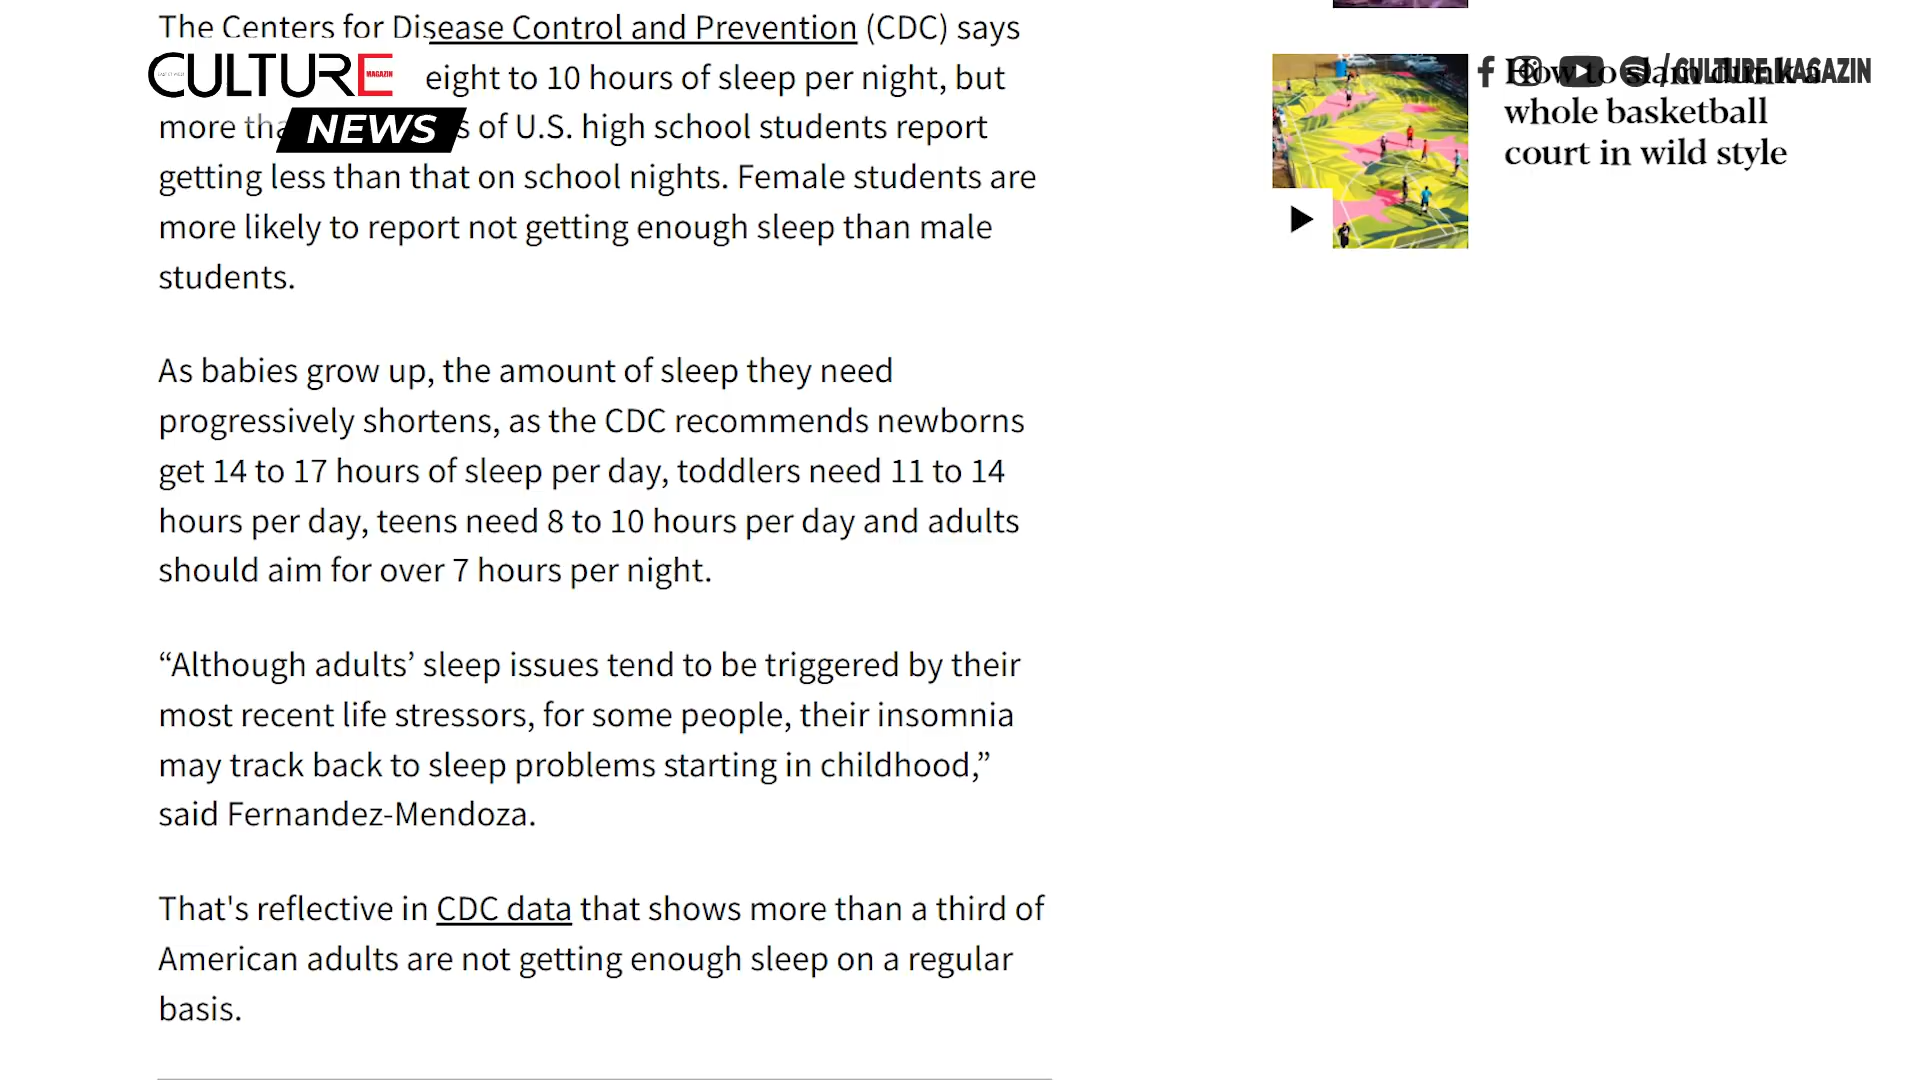 The Centers for Disease Control and Prevention (CDC) says
CULTURE
MAGAZIN
NEWS
eight to 10 hours of sleep per night, but
more of U.S. high school students report
getting less than that on school nights. Female students are
more likely to report not getting enough sleep than male
students.
As babies grow up, the amount of sleep they need
progressively shortens, as the CDC recommends newborns
get 14 to 17 hours of sleep per day, toddlers need 11 to 14
hours per day, teens need 8 to 10 hours per day and adults
should aim for over 7 hours per night.
“Although adults’ sleep issues tend to be triggered by their
most recent life stressors, for some people, their insomnia
may track back to sleep problems starting in childhood,”
said Fernandez-Mendoza.
That's reflective in CDC data that shows more than a third of
American adults are not getting enough sleep on a regular
basis.
/CULTURE MAGAZIN
How to slam dunk a
whole basketball
court in wild style